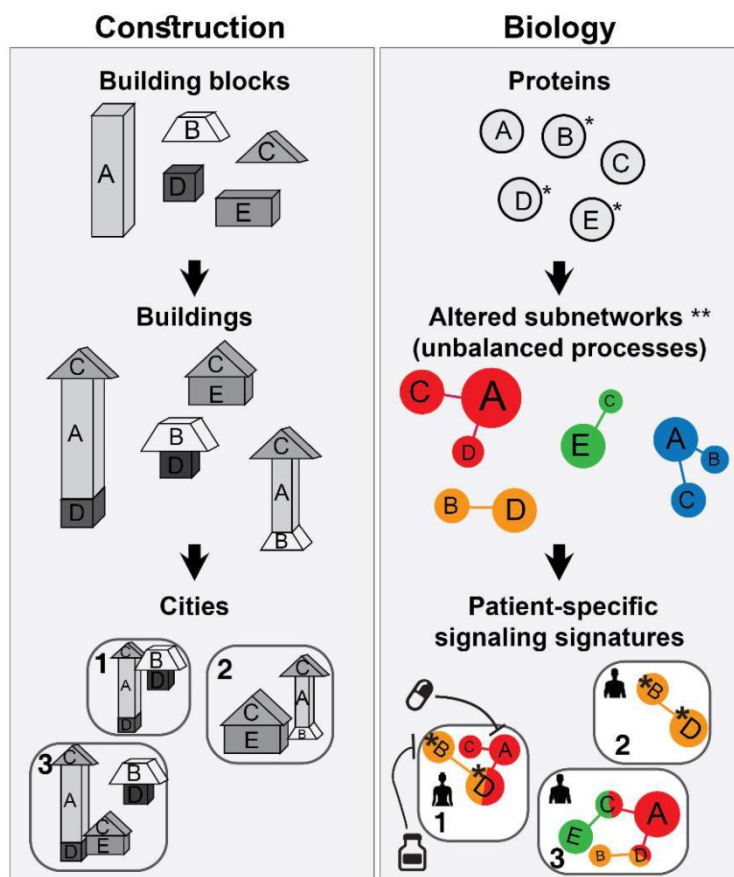 Construction
Biology
Building blocks
A
B
C
D
E
Proteins
A
B*
C
D*
E*
Buildings
C
A
D
C
E
B
D
C
A
B
Altered subnetworks **
(unbalanced processes)
C
A
D
C
E
A
B
C
B
D
Cities
1
C
A
D
B
D
2
C
A
B
C
E
3
C
A
D
B
D
C
E
Patient-specific
signaling signatures
*B
C
A
*D
1
*B
*D
2
C
A
E
B
D
3